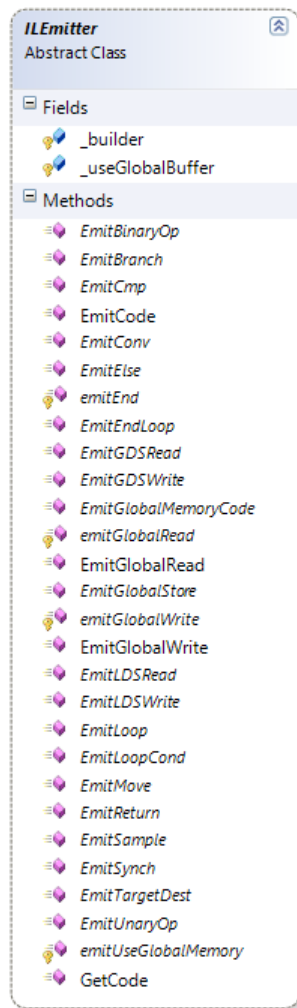 ILEmitter
Abstract Class
Fields
_builder
_useGlobalBuffer
Methods
EmitBinaryOp
EmitBranch
EmitCmp
EmitCode
EmitConv
EmitElse
emitEnd
EmitEndLoop
EmitGDSRead
EmitGDSWrite
EmitGlobalMemoryCode
emitGlobalRead
EmitGlobalRead
EmitGlobalStore
emitGlobalWrite
EmitGlobalWrite
EmitLDSRead
EmitLDSWrite
EmitLoop
EmitLoopCond
EmitMove
EmitReturn
EmitSample
EmitSynch
EmitTargetDest
EmitUnaryOp
emitUseGlobalMemory
GetCode